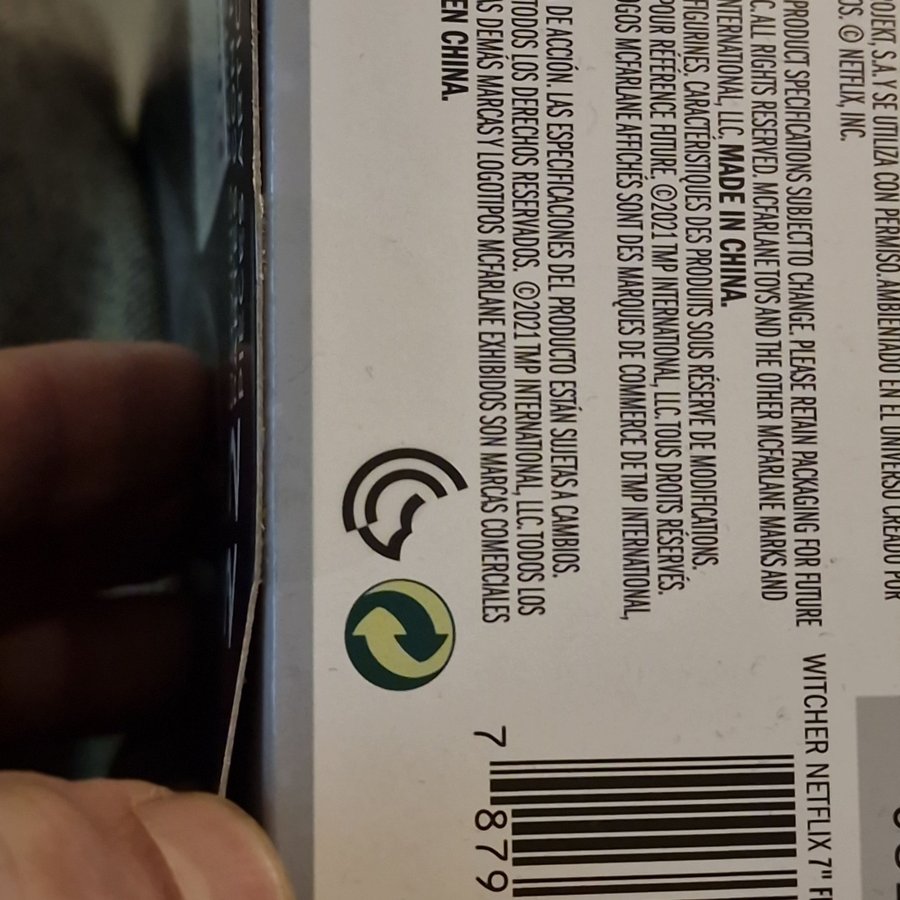 OJEKT, S.A. Y SE UTILIZA CON PERMISO. AMBIENTADO EN EL UNIVERSO CREADO POR
OS. © NETFLIX, INC.
PRODUCT SPECIFICATIONS SUBJECT TO CHANGE. PLEASE RETAIN PACKAGING FOR FUTURE
C. ALL RIGHTS RESERVED. MCFARLANE TOYS AND THE OTHER MCFARLANE MARKS AND
INTERNATIONAL, LLC. MADE IN CHINA.
FIGURINES, CARACTÉRISTIQUES DES PRODUITS SOUS RÉSERVE DE MODIFICATIONS.
POUR RÉFÉRENCE FUTURE. ©2021 TMP INTERNATIONAL, LLC. TOUS DROITS RÉSERVÉS.
OGOS MCFARLANE AFFICHÉS SONT DES MARQUES DE COMMERCE DE TMP INTERNATIONAL,
DE ACCIÓN. LAS ESPECIFICACIONES DEL PRODUCTO ESTÁN SUJETAS A CAMBIOS.
TODOS LOS DERECHOS RESERVADOS. ©2021 TMP INTERNATIONAL, LLC. TODOS LOS
AS DEMÁS MARCAS Y LOGOTIPOS MCFARLANE EXHIBIDOS SON MARCAS COMERCIALES
EN CHINA.
WITCHER NETFLIX 7" FI
7 879